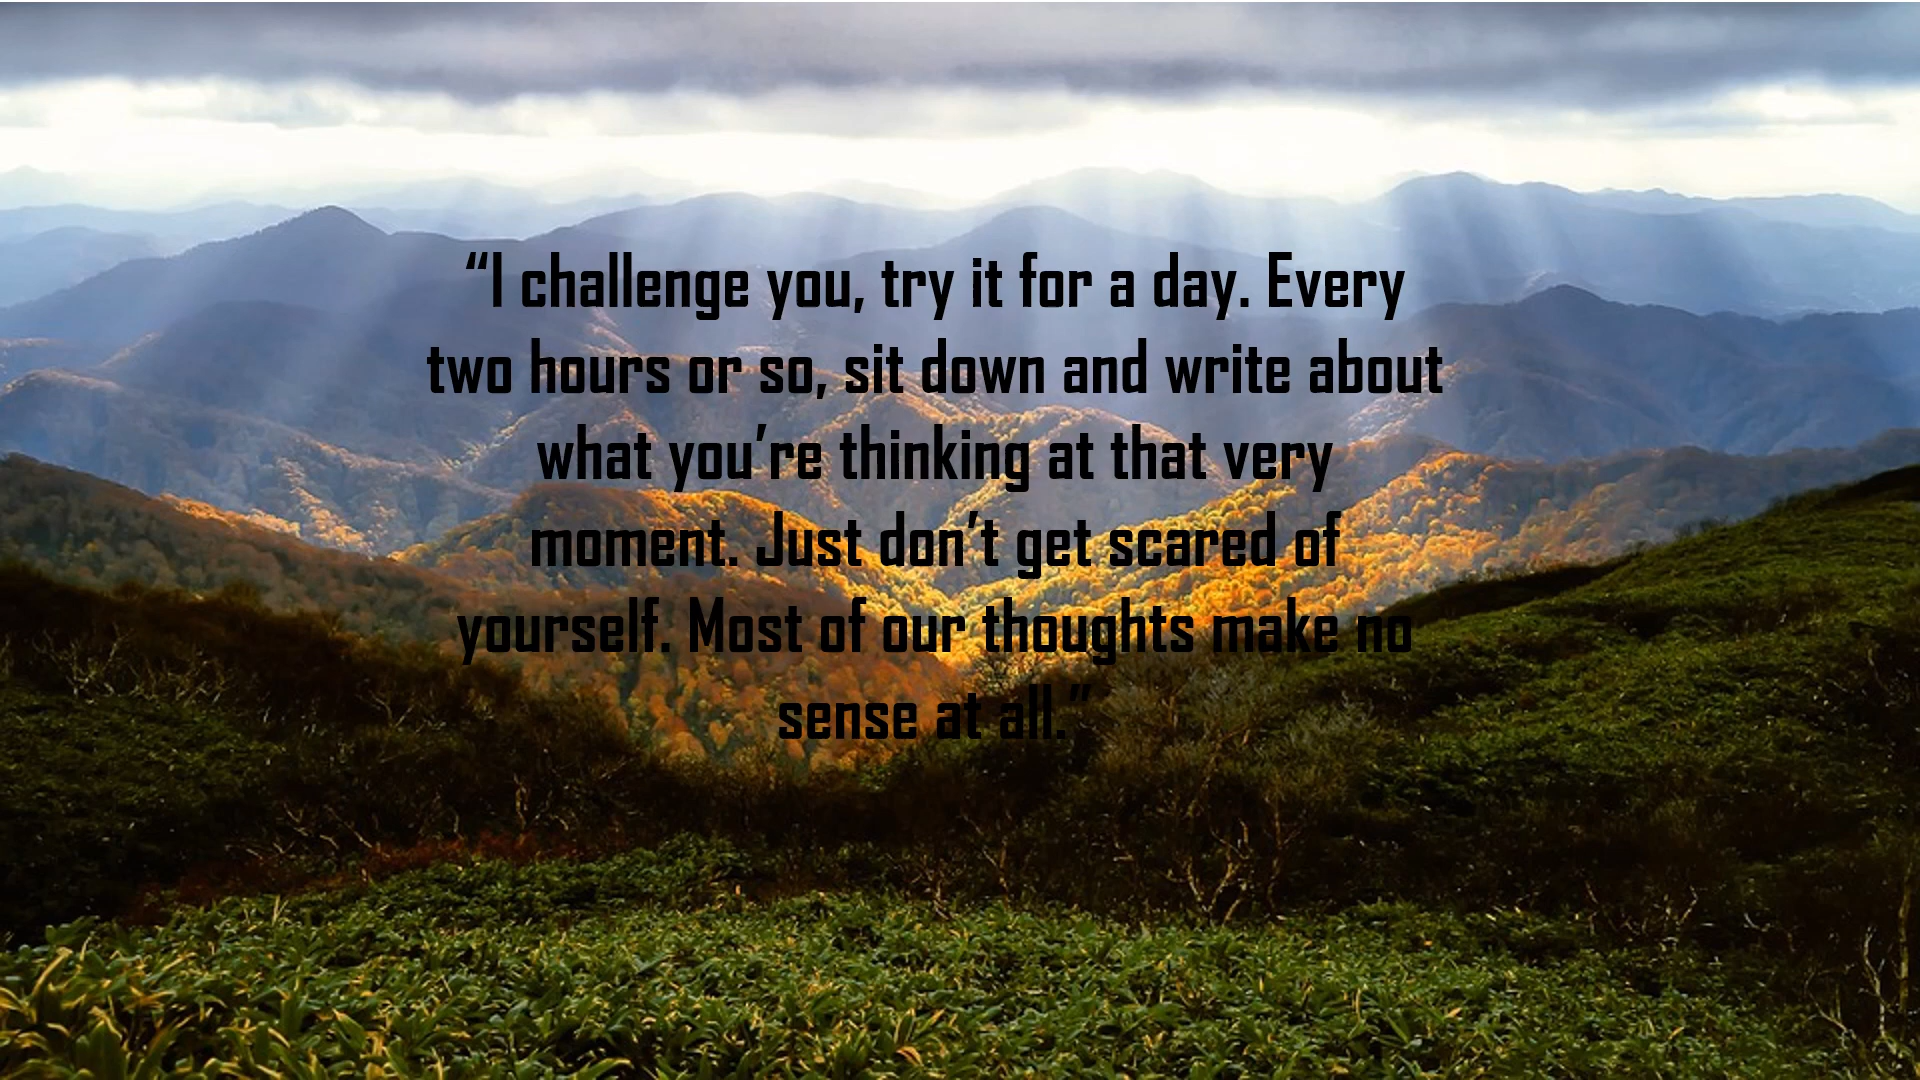 “I challenge you, try it for a day. Every
two hours or so, sit down and write about
what you’re thinking at that very
moment. Just don’t get scared of
yourself. Most of our thoughts make no
sense at all.”